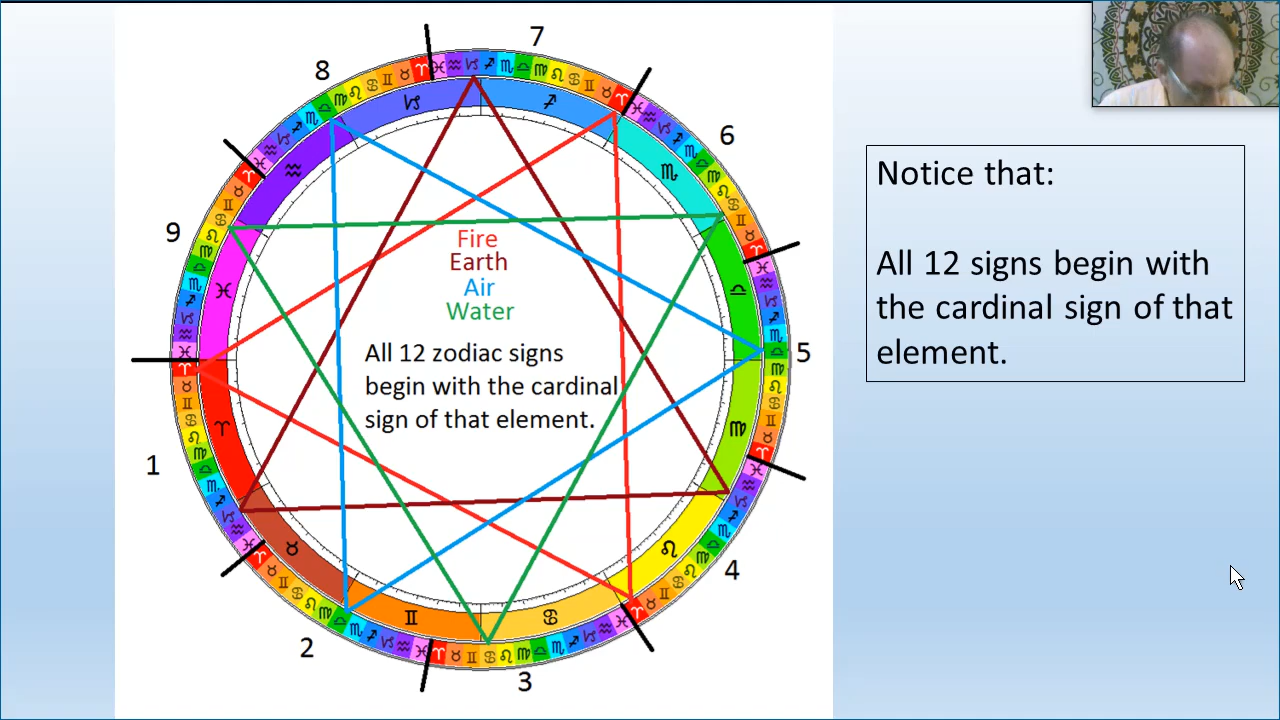 7
8
6
Notice that:
All 12 signs begin with
the cardinal sign of that
element.
9
Fire
Earth
Air
Water
All 12 zodiac signs
begin with the cardinal
sign of that element.
5
1
4
2
3